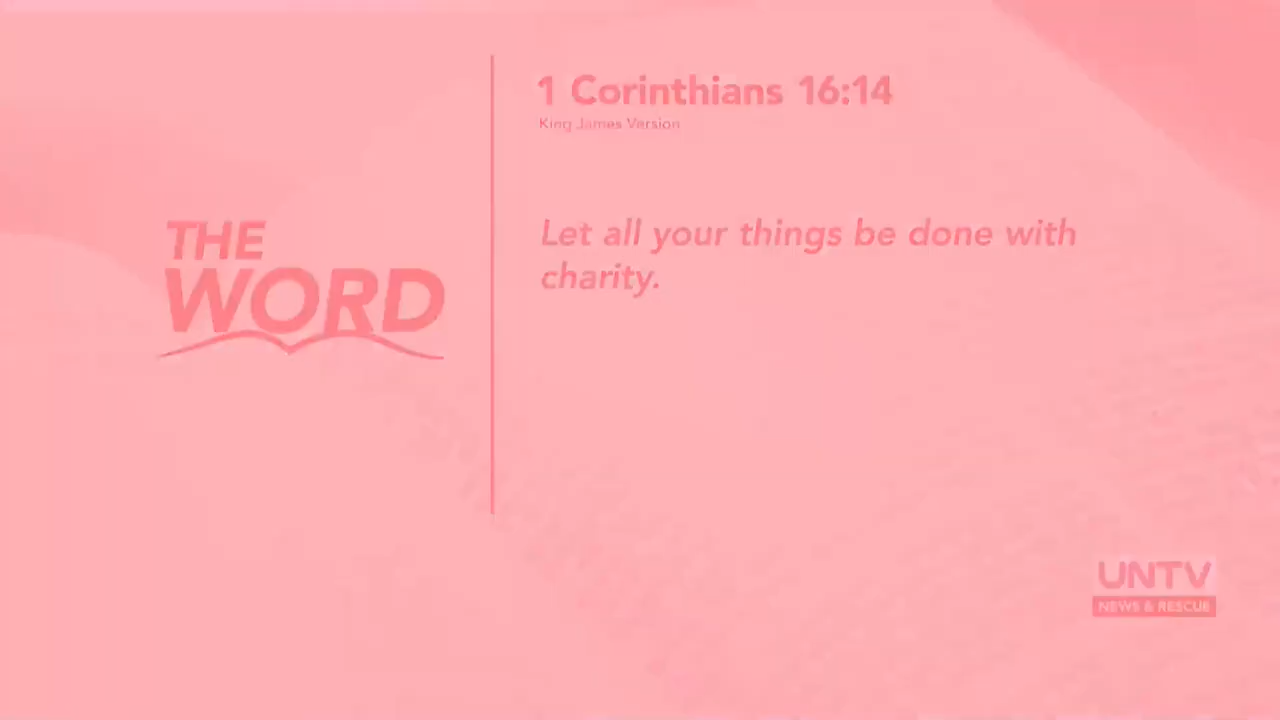 THE
WORD
1 Corinthians 16:14
King James Version
Let all your things be done with
charity.
UNTV
NEWS & RESCUE